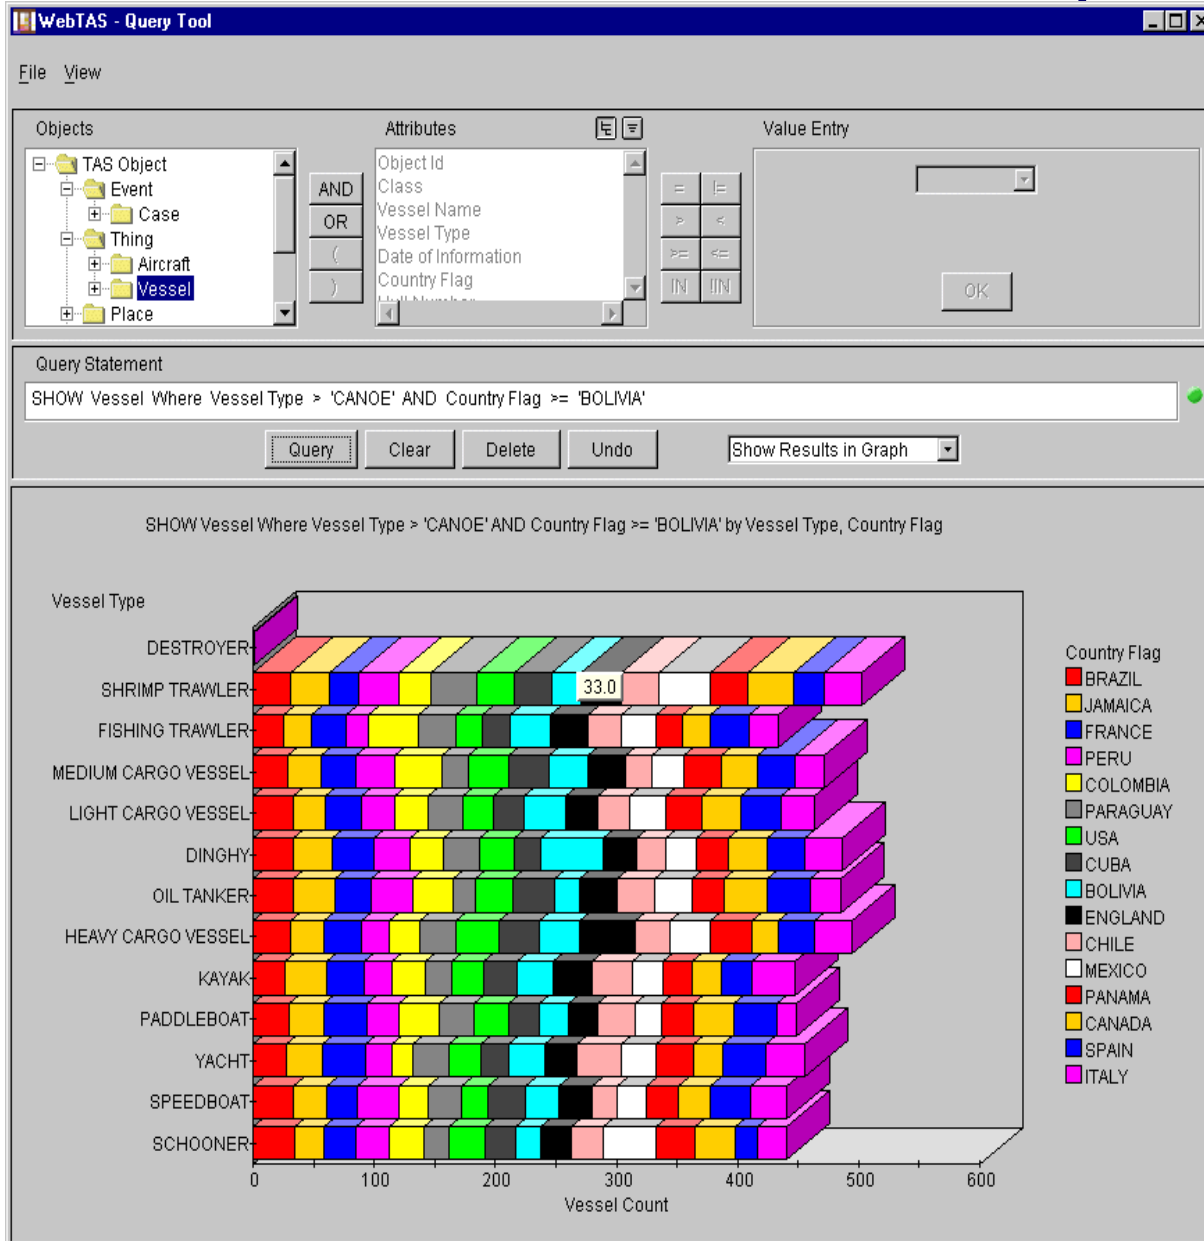 WebTAS - Query Tool
File View
Objects
Attributes
Value Entry
TAS Object
Event
Case
Thing
Aircraft
Vessel
Place
AND
OR
(
)
Object Id
Class
Vessel Name
Vessel Type
Date of Information
Country Flag
Hull Number
= !=
> <
>= <=
IN !IN
OK
Query Statement
SHOW Vessel Where Vessel Type > 'CANOE' AND Country Flag >= 'BOLIVIA'
Query Clear Delete Undo Show Results in Graph
SHOW Vessel Where Vessel Type > 'CANOE' AND Country Flag >= 'BOLIVIA' by Vessel Type, Country Flag
Vessel Type
DESTROYER
SHRIMP TRAWLER
33.0
FISHING TRAWLER
MEDIUM CARGO VESSEL
LIGHT CARGO VESSEL
DINGHY
OIL TANKER
HEAVY CARGO VESSEL
KAYAK
PADDLEBOAT
YACHT
SPEEDBOAT
SCHOONER
0 100 200 300 400 500 600
Vessel Count
Country Flag
BRAZIL
JAMAICA
FRANCE
PERU
COLOMBIA
PARAGUAY
USA
CUBA
BOLIVIA
ENGLAND
CHILE
MEXICO
PANAMA
CANADA
SPAIN
ITALY